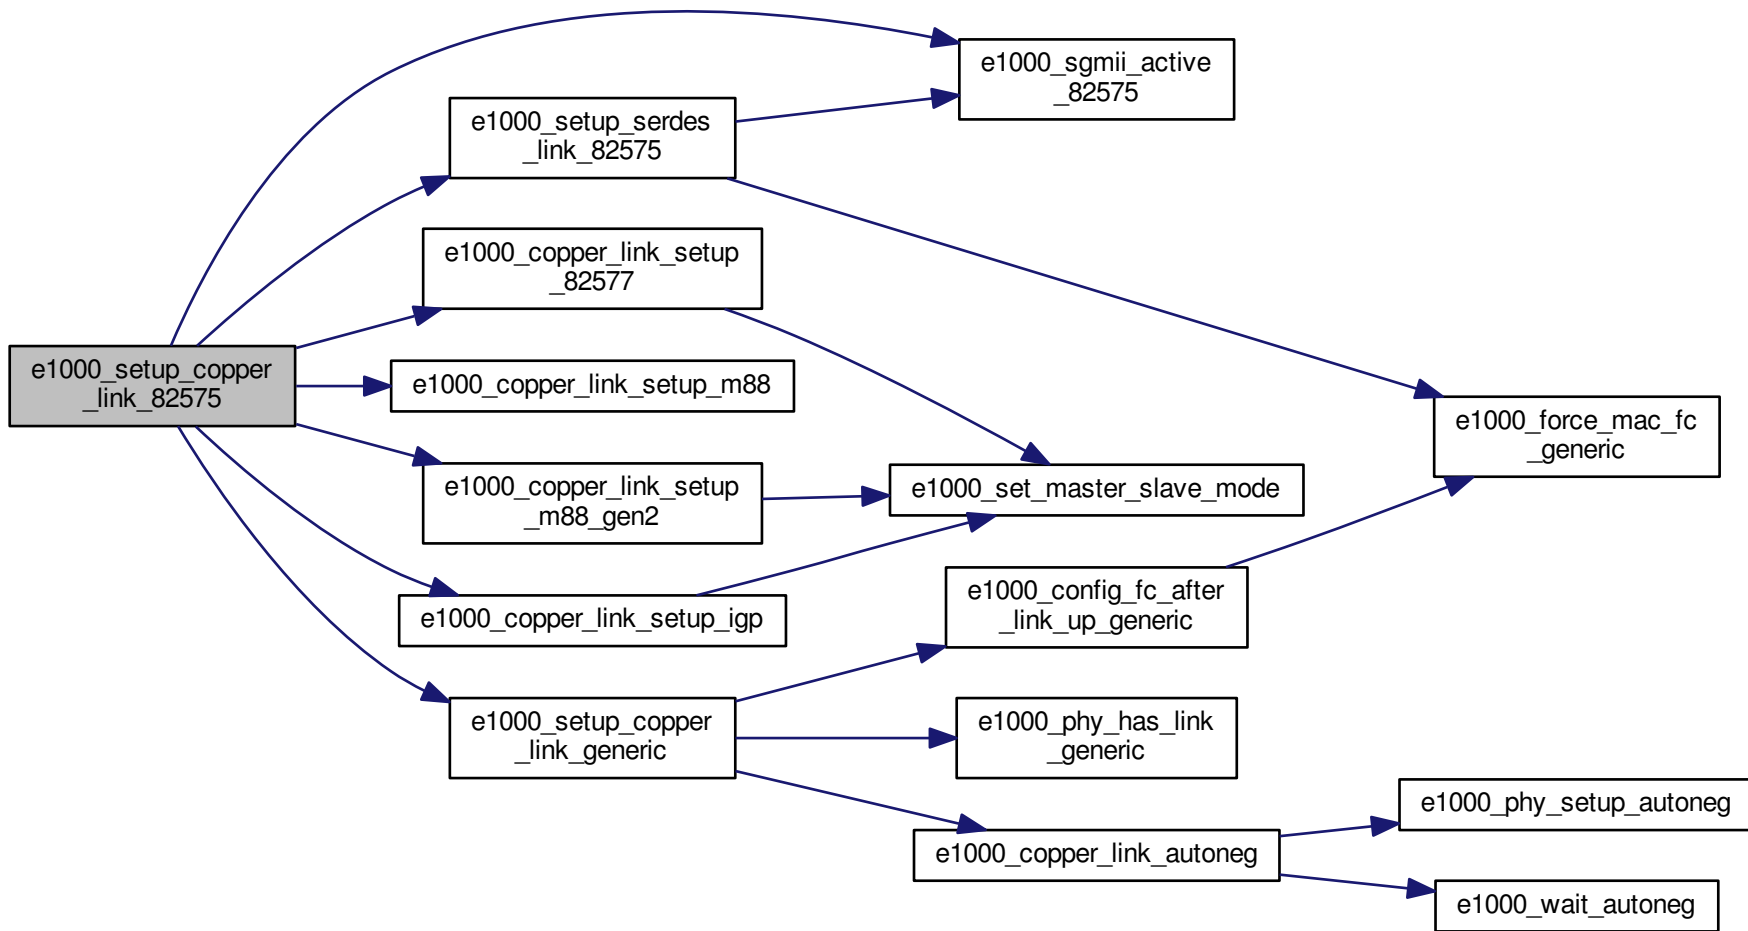 e1000_sgmii_active
_82575
e1000_setup_serdes
_link_82575
e1000_copper_link_setup
_82577
e1000_setup_copper
_link_82575
e1000_copper_link_setup_m88
e1000_force_mac_fc
_generic
e1000_copper_link_setup
_m88_gen2
e1000_set_master_slave_mode
e1000_config_fc_after
_link_up_generic
e1000_copper_link_setup_igp
e1000_setup_copper
_link_generic
e1000_phy_has_link
_generic
e1000_phy_setup_autoneg
e1000_copper_link_autoneg
e1000_wait_autoneg